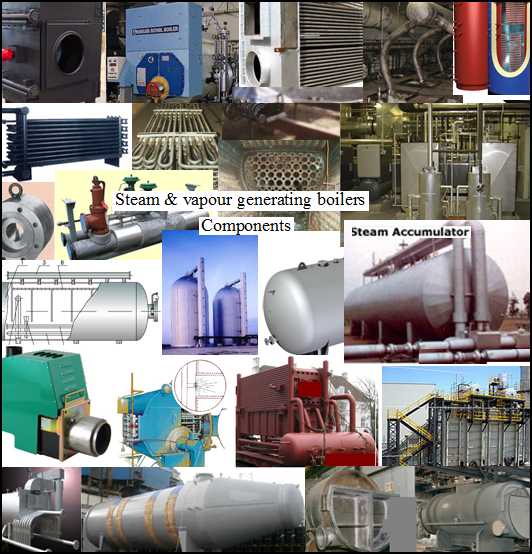 Steam & vapour generating boilers
Components
Steam Accumulator